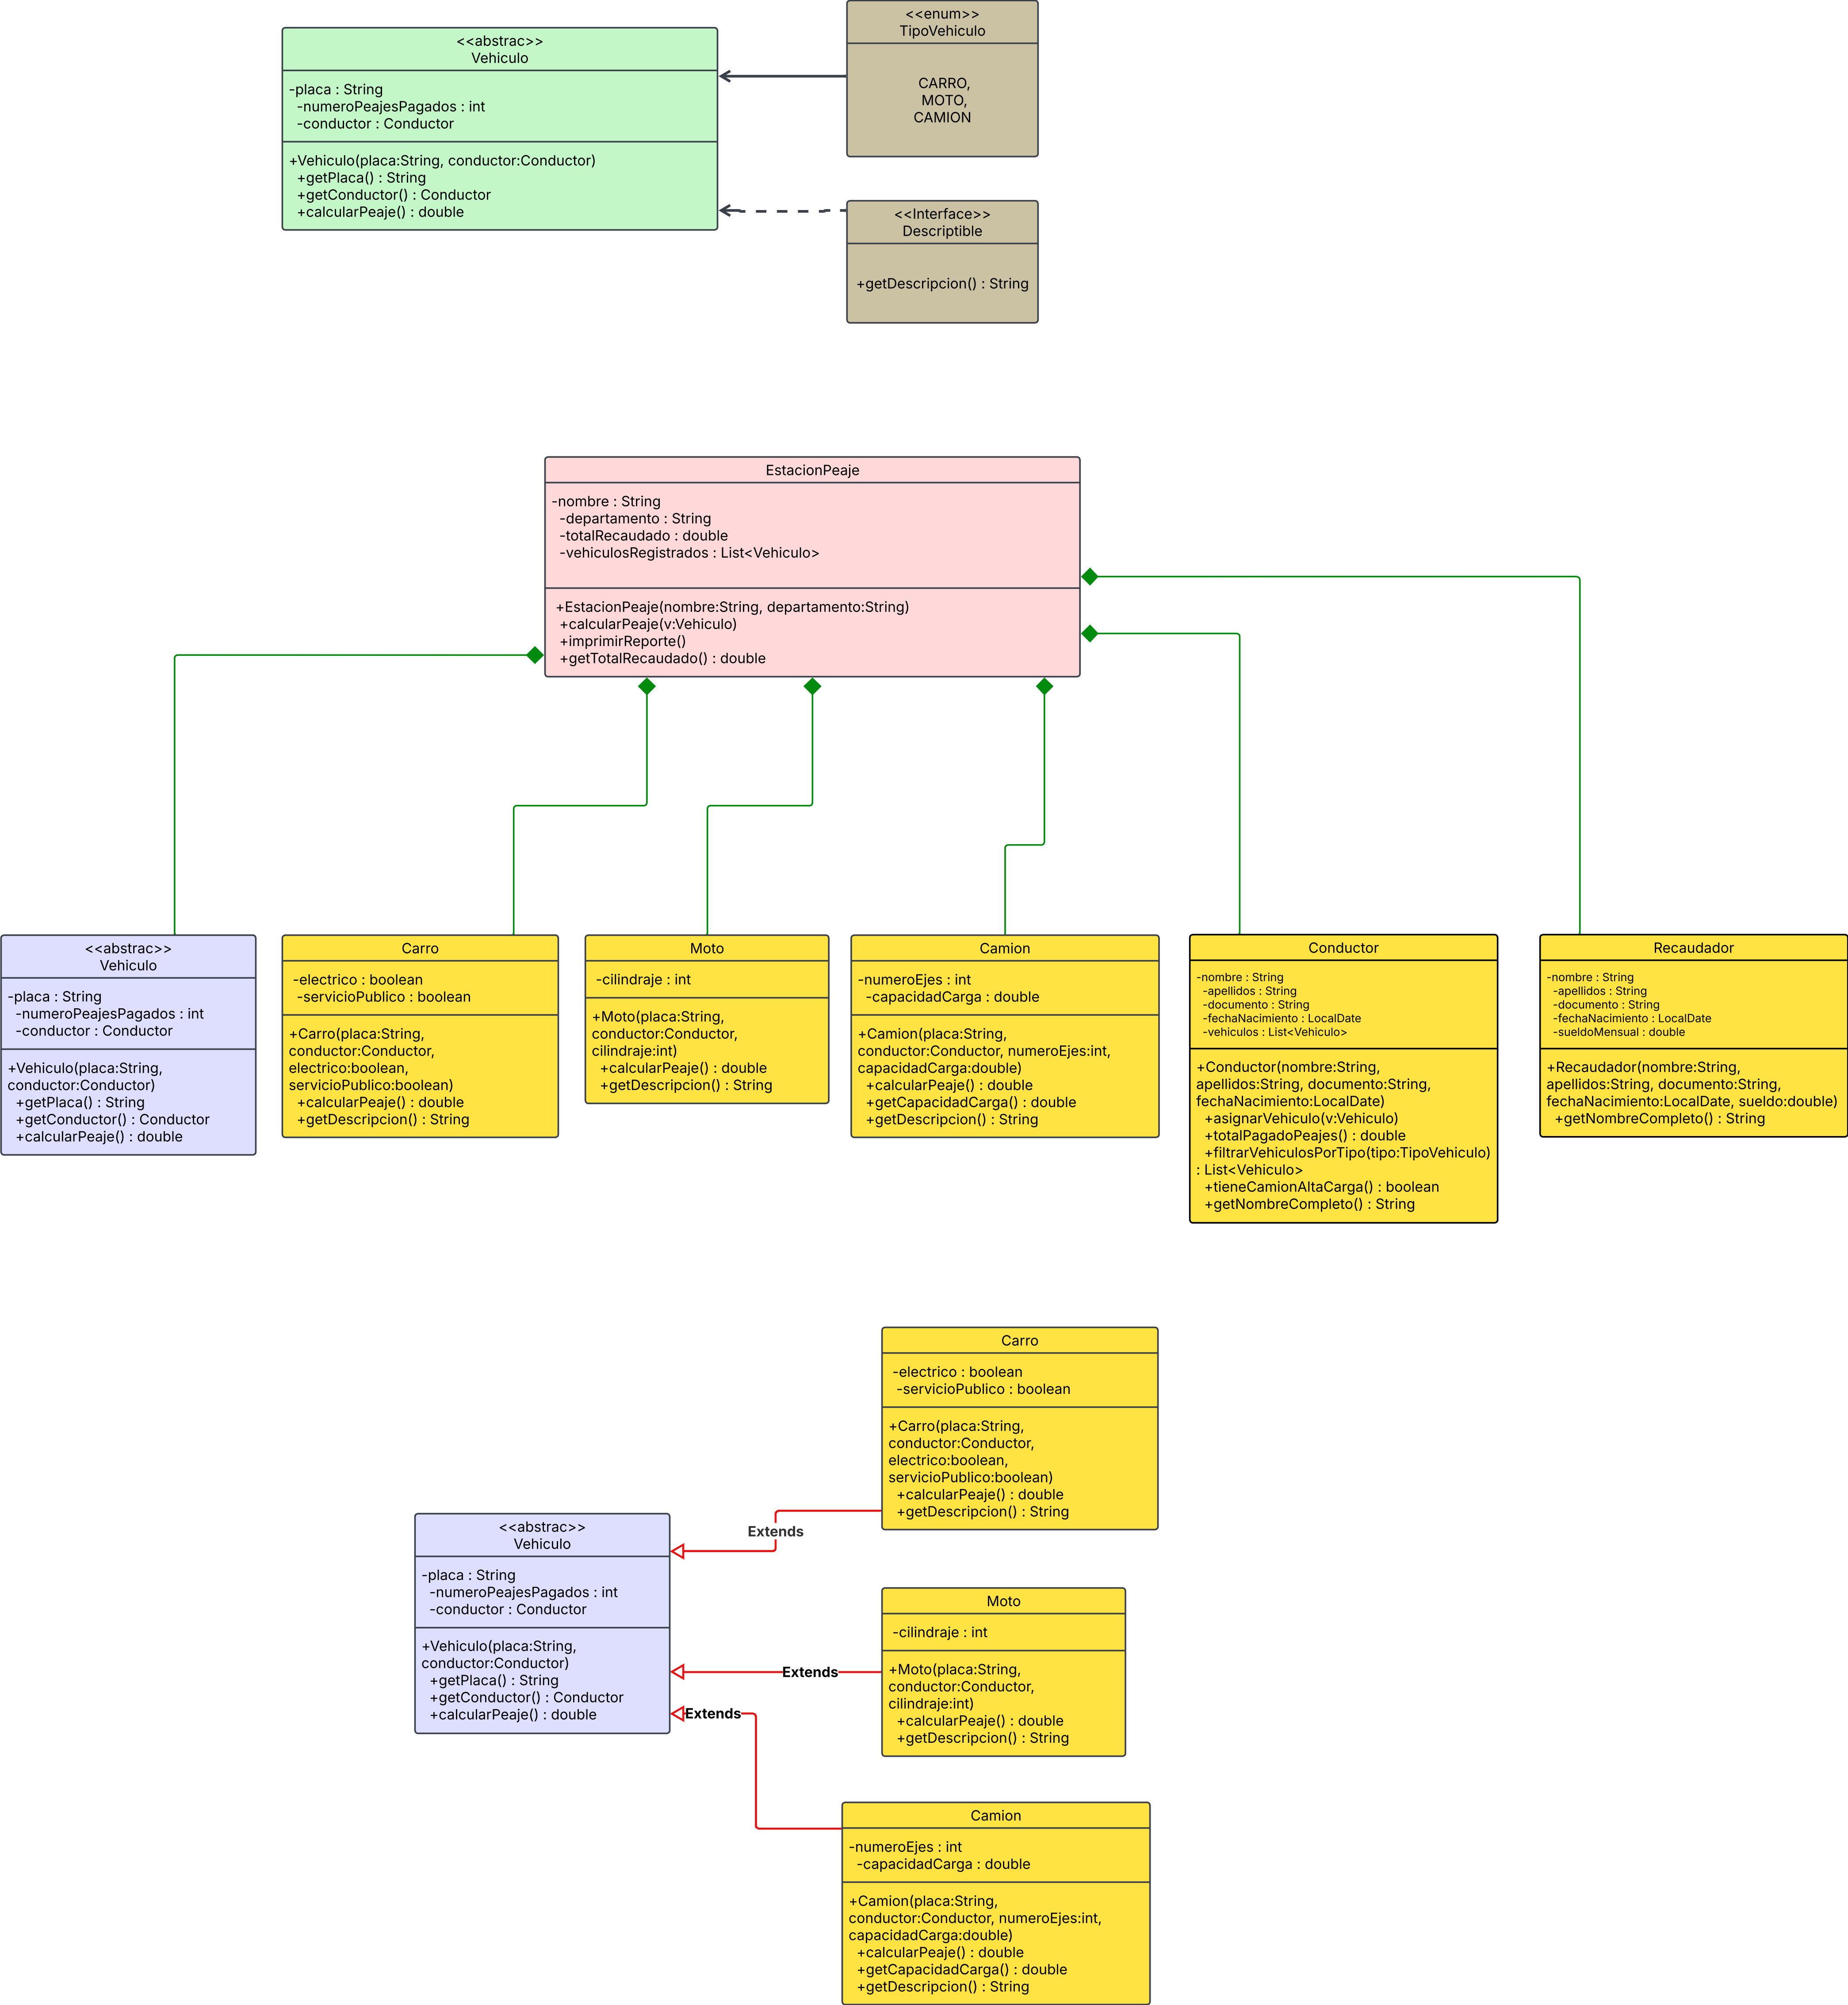 <<abstrac>>
Vehiculo
-placa : String
-numeroPeajesPagados : int
-conductor : Conductor
+Vehiculo(placa:String, conductor:Conductor)
+getPlaca() : String
+getConductor() : Conductor
+calcularPeaje() : double
<<enum>>
TipoVehiculo
CARRO,
MOTO,
CAMION
<<Interface>>
Descriptible
+getDescripcion() : String
EstacionPeaje
-nombre : String
-departamento : String
-totalRecaudado : double
-vehiculosRegistrados : List<Vehiculo>
+EstacionPeaje(nombre:String, departamento:String)
+calcularPeaje(v:Vehiculo)
+imprimirReporte()
+getTotalRecaudado() : double
<<abstrac>>
Vehiculo
-placa : String
-numeroPeajesPagados : int
-conductor : Conductor
+Vehiculo(placa:String,
conductor:Conductor)
+getPlaca() : String
+getConductor() : Conductor
+calcularPeaje() : double
Carro
-electrico : boolean
-servicioPublico : boolean
+Carro(placa:String,
conductor:Conductor,
electrico:boolean,
servicioPublico:boolean)
+calcularPeaje() : double
+getDescripcion() : String
Moto
-cilindraje : int
+Moto(placa:String,
conductor:Conductor,
cilindraje:int)
+calcularPeaje() : double
+getDescripcion() : String
Camion
-numeroEjes : int
-capacidadCarga : double
+Camion(placa:String,
conductor:Conductor, numeroEjes:int,
capacidadCarga:double)
+calcularPeaje() : double
+getCapacidadCarga() : double
+getDescripcion() : String
Conductor
-nombre : String
-apellidos : String
-documento : String
-fechaNacimiento : LocalDate
-vehiculos : List<Vehiculo>
+Conductor(nombre:String,
apellidos:String, documento:String,
fechaNacimiento:LocalDate)
+asignarVehiculo(v:Vehiculo)
+totalPagadoPeajes() : double
+filtrarVehiculosPorTipo(tipo:TipoVehiculo)
: List<Vehiculo>
+tieneCamionAltaCarga() : boolean
+getNombreCompleto() : String
Recaudador
-nombre : String
-apellidos : String
-documento : String
-fechaNacimiento : LocalDate
-sueldoMensual : double
+Recaudador(nombre:String,
apellidos:String, documento:String,
fechaNacimiento:LocalDate, sueldo:double)
+getNombreCompleto() : String
<<abstrac>>
Vehiculo
-placa : String
-numeroPeajesPagados : int
-conductor : Conductor
+Vehiculo(placa:String,
conductor:Conductor)
+getPlaca() : String
+getConductor() : Conductor
+calcularPeaje() : double
Extends
Extends
Extends
Carro
-electrico : boolean
-servicioPublico : boolean
+Carro(placa:String,
conductor:Conductor,
electrico:boolean,
servicioPublico:boolean)
+calcularPeaje() : double
+getDescripcion() : String
Moto
-cilindraje : int
+Moto(placa:String,
conductor:Conductor,
cilindraje:int)
+calcularPeaje() : double
+getDescripcion() : String
Camion
-numeroEjes : int
-capacidadCarga : double
+Camion(placa:String,
conductor:Conductor, numeroEjes:int,
capacidadCarga:double)
+calcularPeaje() : double
+getCapacidadCarga() : double
+getDescripcion() : String